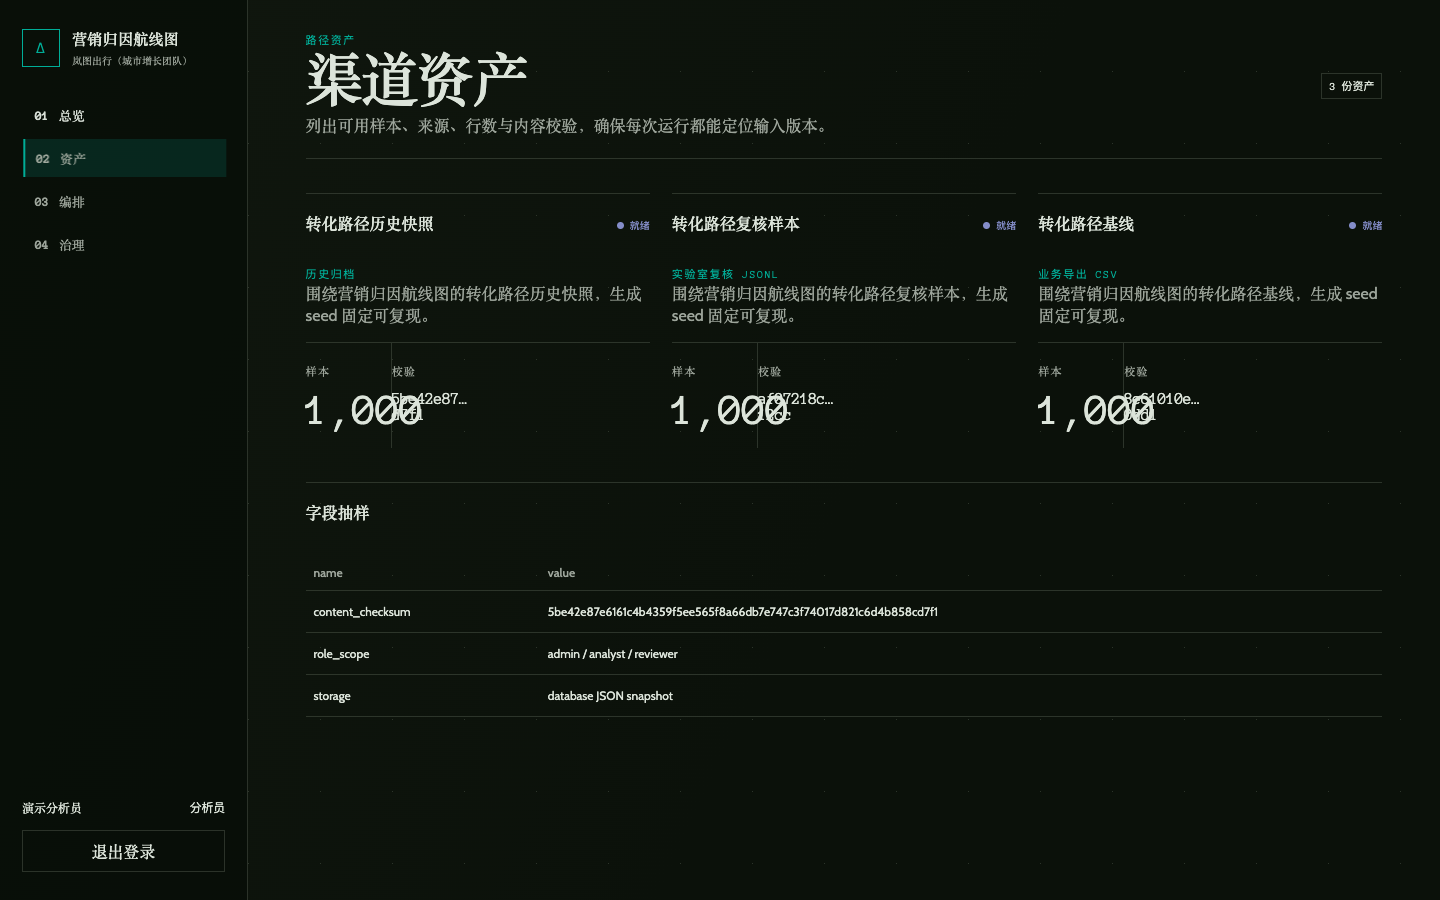 Δ
营销归因航线图
岚图出行（城市增长团队）
01 总览
02 资产
03 编排
04 治理
演示分析员
分析员
退出登录
路径资产
渠道资产
列出可用样本、来源、行数与内容校验，确保每次运行都能定位输入版本。
3 份资产
转化路径历史快照
就绪
历史归档
围绕营销归因航线图的转化路径历史快照，生成
seed 固定可复现。
样本
1,000
校验
5be42e87…
d7f1
转化路径复核样本
就绪
实验室复核 JSONL
围绕营销归因航线图的转化路径复核样本，生成
seed 固定可复现。
样本
1,000
校验
转化路径基线
就绪
业务导出 CSV
围绕营销归因航线图的转化路径基线，生成 seed
固定可复现。
样本
1,000
校验
字段抽样
name value
content_checksum 5be42e87e6161c4b4359f5ee565f8a66db7e747c3f74017d821c6d4b858cd7f1
role_scope admin / analyst / reviewer
storage database JSON snapshot